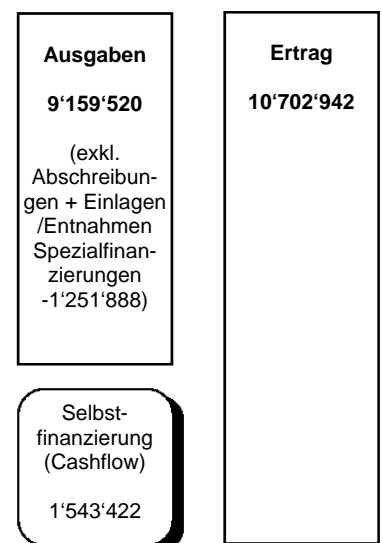 Ausgaben
9‘159‘520
(exkl.
Abschreibun-
gen + Einlagen
/Entnahmen
Spezialfinan-
zierungen
-1‘251‘888)
Selbst-
finanzierung
(Cashflow)
1‘543‘422
Ertrag
10‘702‘942